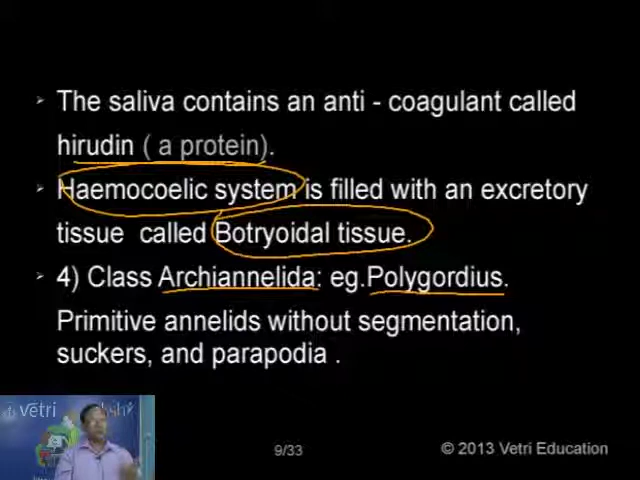 The saliva contains an anti - coagulant called
hirudin ( a protein).
Haemocoelic system is filled with an excretory
tissue called Botryoidal tissue.
4) Class Archiannelida: eg.Polygordius.
Primitive annelids without segmentation,
suckers, and parapodia .
vetri
9/33
© 2013 Vetri Education